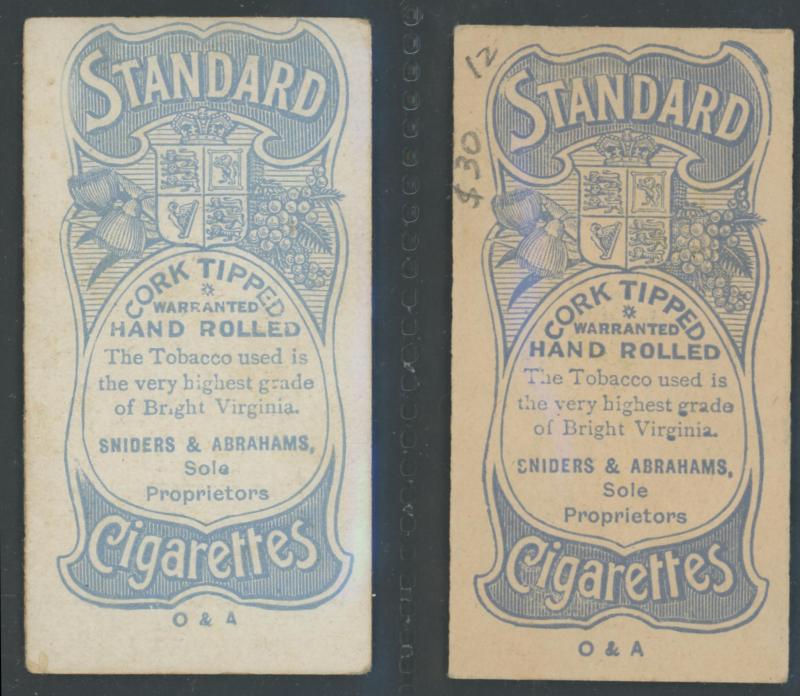 STANDARD
CORK TIPPED
WARRANTED
HAND ROLLED
The Tobacco used is
the very highest grade
of Bright Virginia.
SNIDERS & ABRAHAMS,
Sole
Proprietors
Cigarettes
O & A
12
$30
STANDARD
CORK TIPPED
WARRANTED
HAND ROLLED
The Tobacco used is
the very highest grade
of Bright Virginia.
SNIDERS & ABRAHAMS,
Sole
Proprietors
Cigarettes
O & A